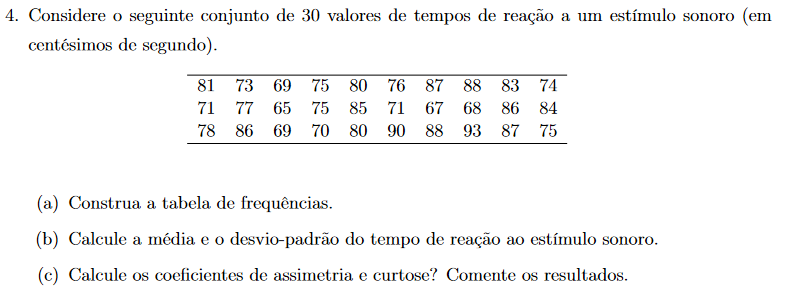 4. Considere o seguinte conjunto de 30 valores de tempos de reação a um estímulo sonoro (em
centésimos de segundo).
81 73 69 75 80 76 87 88 83 74
71 77 65 75 85 71 67 68 86 84
78 86 69 70 80 90 88 93 87 75
(a) Construa a tabela de frequências.
(b) Calcule a média e o desvio-padrão do tempo de reação ao estímulo sonoro.
(c) Calcule os coeficientes de assimetria e curtose? Comente os resultados.